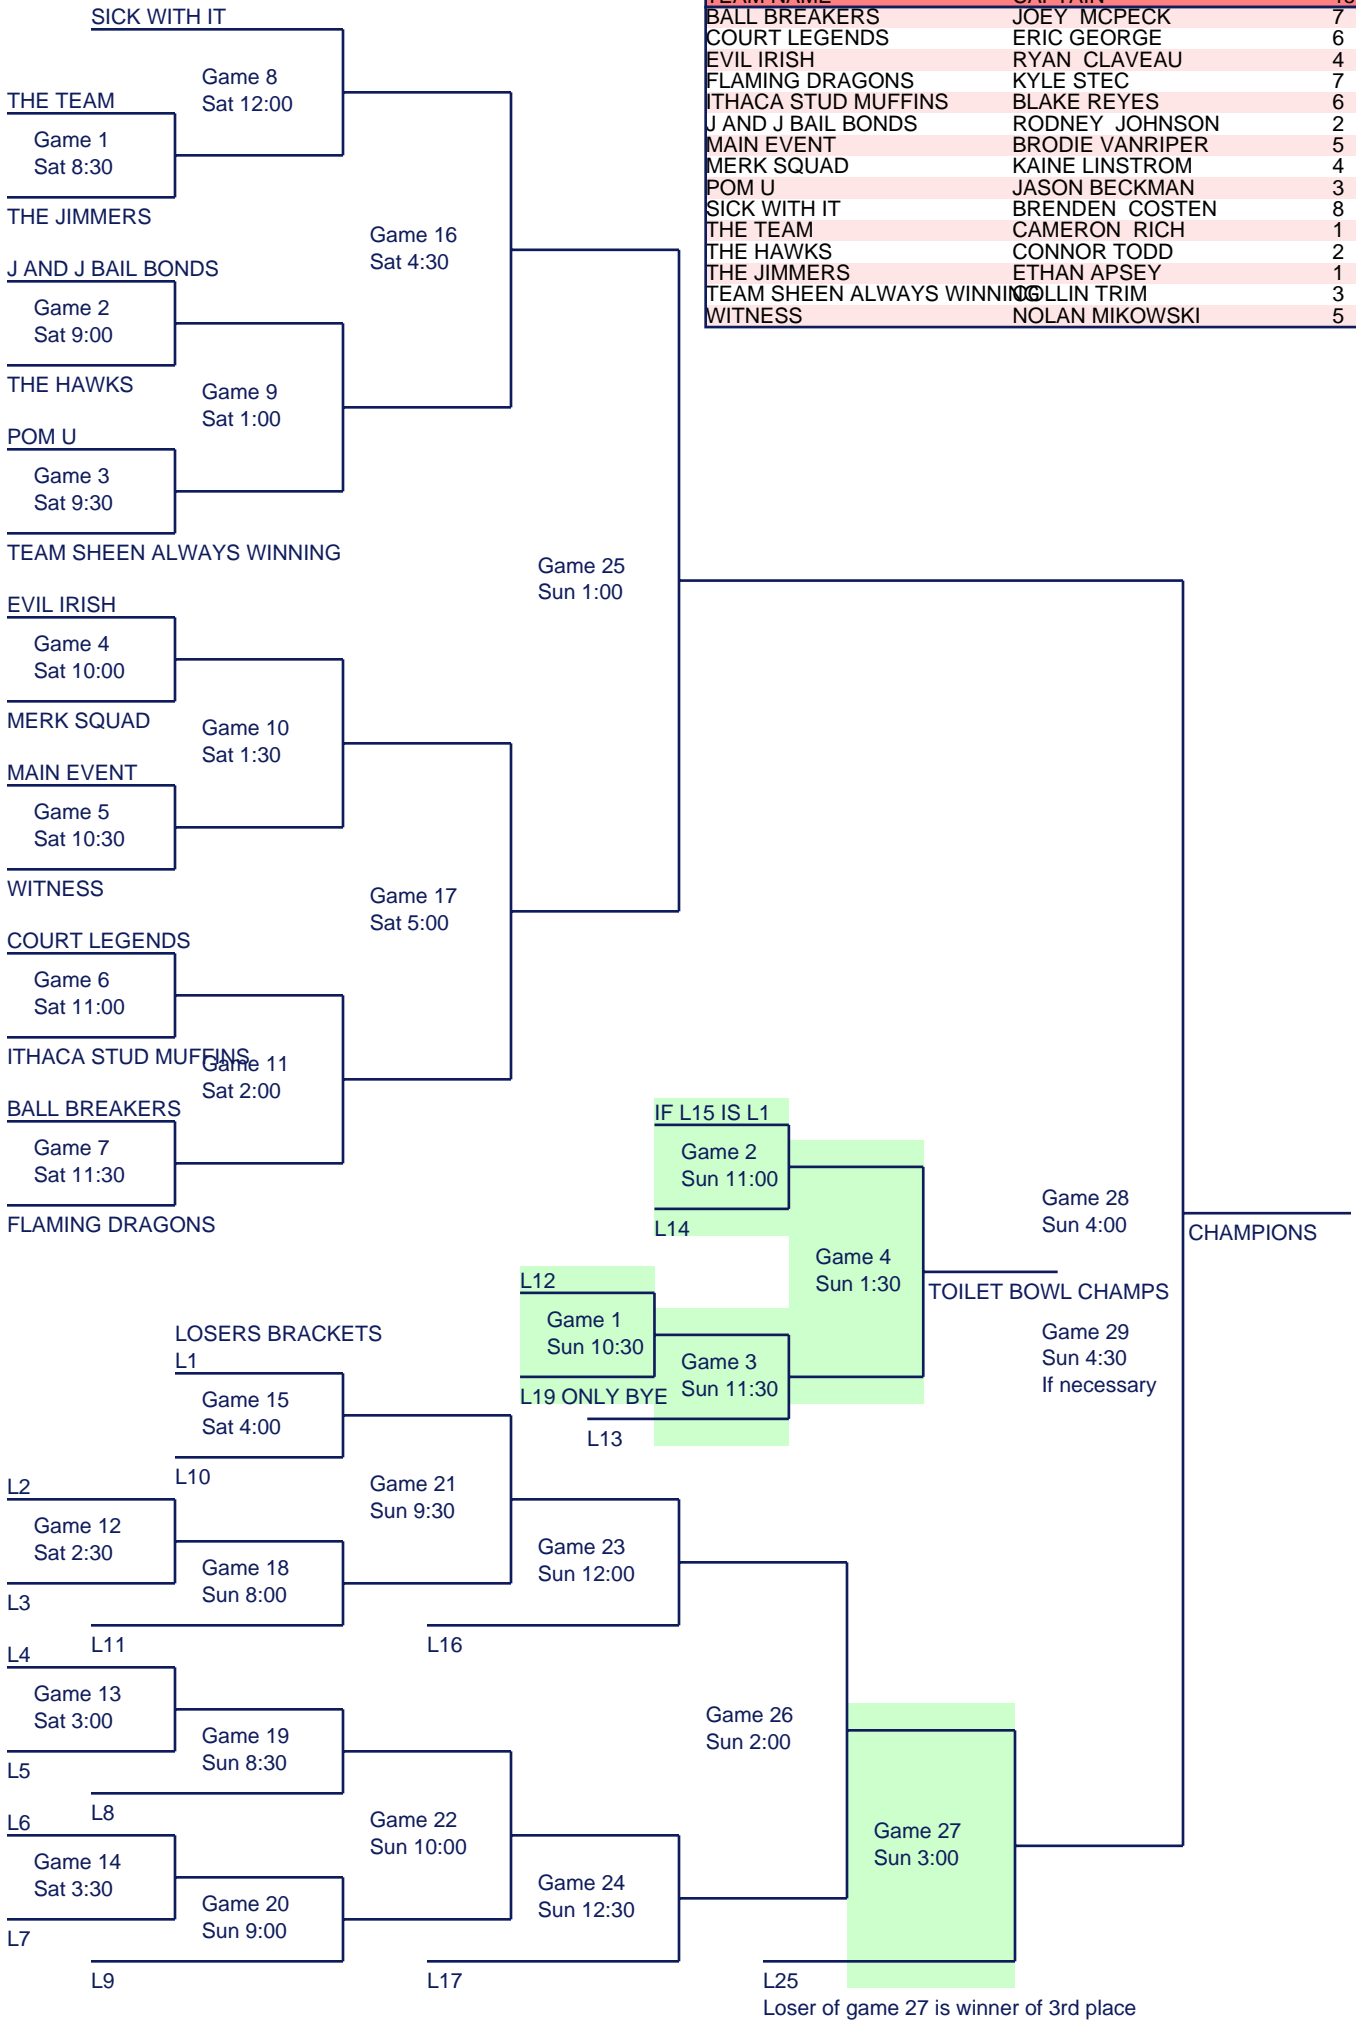 SICK WITH IT
Game 8
Sat 12:00
THE TEAM
Game 1
Sat 8:30
THE JIMMERS
Game 16
Sat 4:30
J AND J BAIL BONDS
Game 2
Sat 9:00
THE HAWKS
Game 9
Sat 1:00
POM U
Game 3
Sat 9:30
TEAM SHEEN ALWAYS WINNING
Game 25
Sun 1:00
EVIL IRISH
Game 4
Sat 10:00
MERK SQUAD
Game 10
Sat 1:30
MAIN EVENT
Game 5
Sat 10:30
WITNESS
Game 17
Sat 5:00
COURT LEGENDS
Game 6
Sat 11:00
ITHACA STUD MUFFINS
Game 11
Sat 2:00
BALL BREAKERS
Game 7
Sat 11:30
FLAMING DRAGONS
BALL BREAKERS JOEY MCPECK 7
COURT LEGENDS ERIC GEORGE 6
EVIL IRISH RYAN CLAVEAU 4
FLAMING DRAGONS KYLE STEC 7
ITHACA STUD MUFFINS BLAKE REYES 6
J AND J BAIL BONDS RODNEY JOHNSON 2
MAIN EVENT BRODIE VANRIPER 5
MERK SQUAD KAINE LINSTROM 4
POM U JASON BECKMAN 3
SICK WITH IT BRENDEN COSTEN 8
THE TEAM CAMERON RICH 1
THE HAWKS CONNOR TODD 2
THE JIMMERS ETHAN APSEY 1
TEAM SHEEN ALWAYS WINNING COLLIN TRIM 3
WITNESS NOLAN MIKOWSKI 5
IF L15 IS L1
Game 2
Sun 11:00
L14
Game 4
Sun 1:30
L12
Game 1
Sun 10:30
L19 ONLY BYE
Game 3
Sun 11:30
L13
TOILET BOWL CHAMPS
Game 28
Sun 4:00
CHAMPIONS
Game 29
Sun 4:30
If necessary
LOSERS BRACKETS
L1
Game 15
Sat 4:00
L10
Game 21
Sun 9:30
L2
Game 12
Sat 2:30
L3
Game 18
Sun 8:00
L11
Game 23
Sun 12:00
L16
L4
Game 13
Sat 3:00
L5
Game 19
Sun 8:30
L8
Game 26
Sun 2:00
L6
Game 14
Sat 3:30
L7
Game 22
Sun 10:00
Game 20
Sun 9:00
L9
Game 24
Sun 12:30
L17
Game 27
Sun 3:00
L25
Loser of game 27 is winner of 3rd place